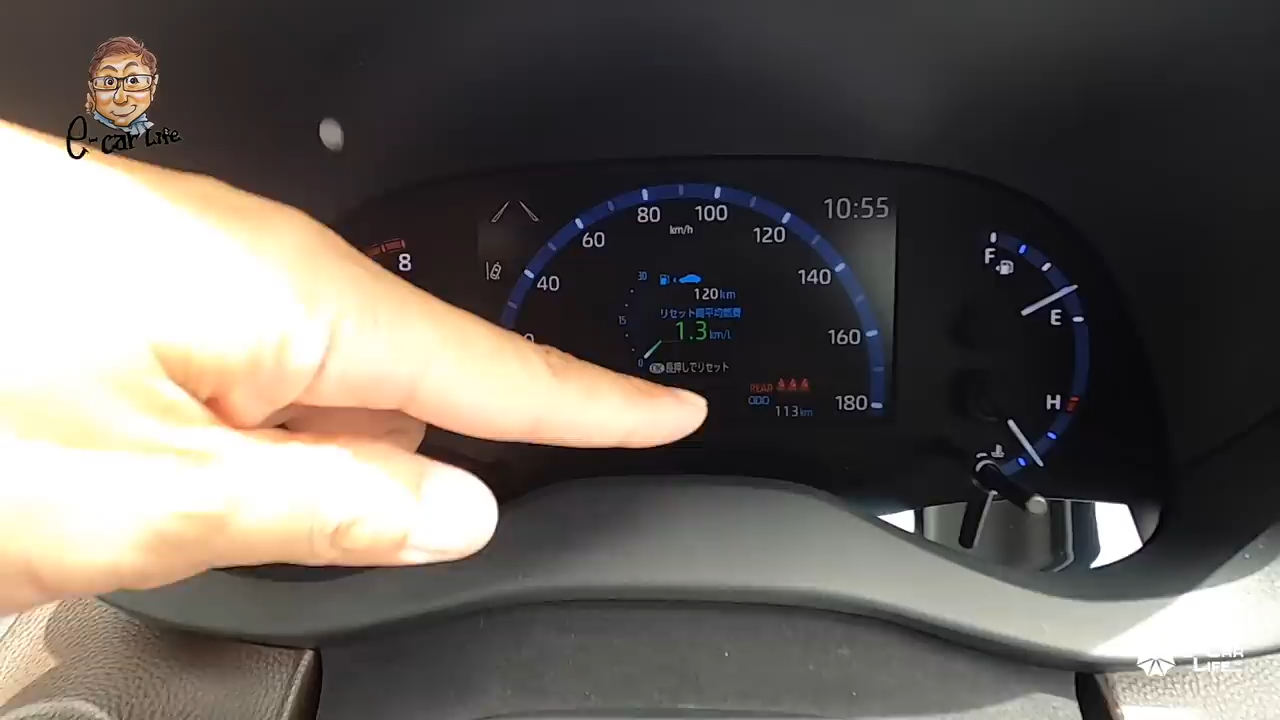 e-car Life
8
80
100
10:55
km/h
60
120
F
40
30
140
120km
リセット間平均燃費
15
1.3km/L
E
160
0
OK 長押しでリセット
REAR
ODO
113km
180
H
LIFE